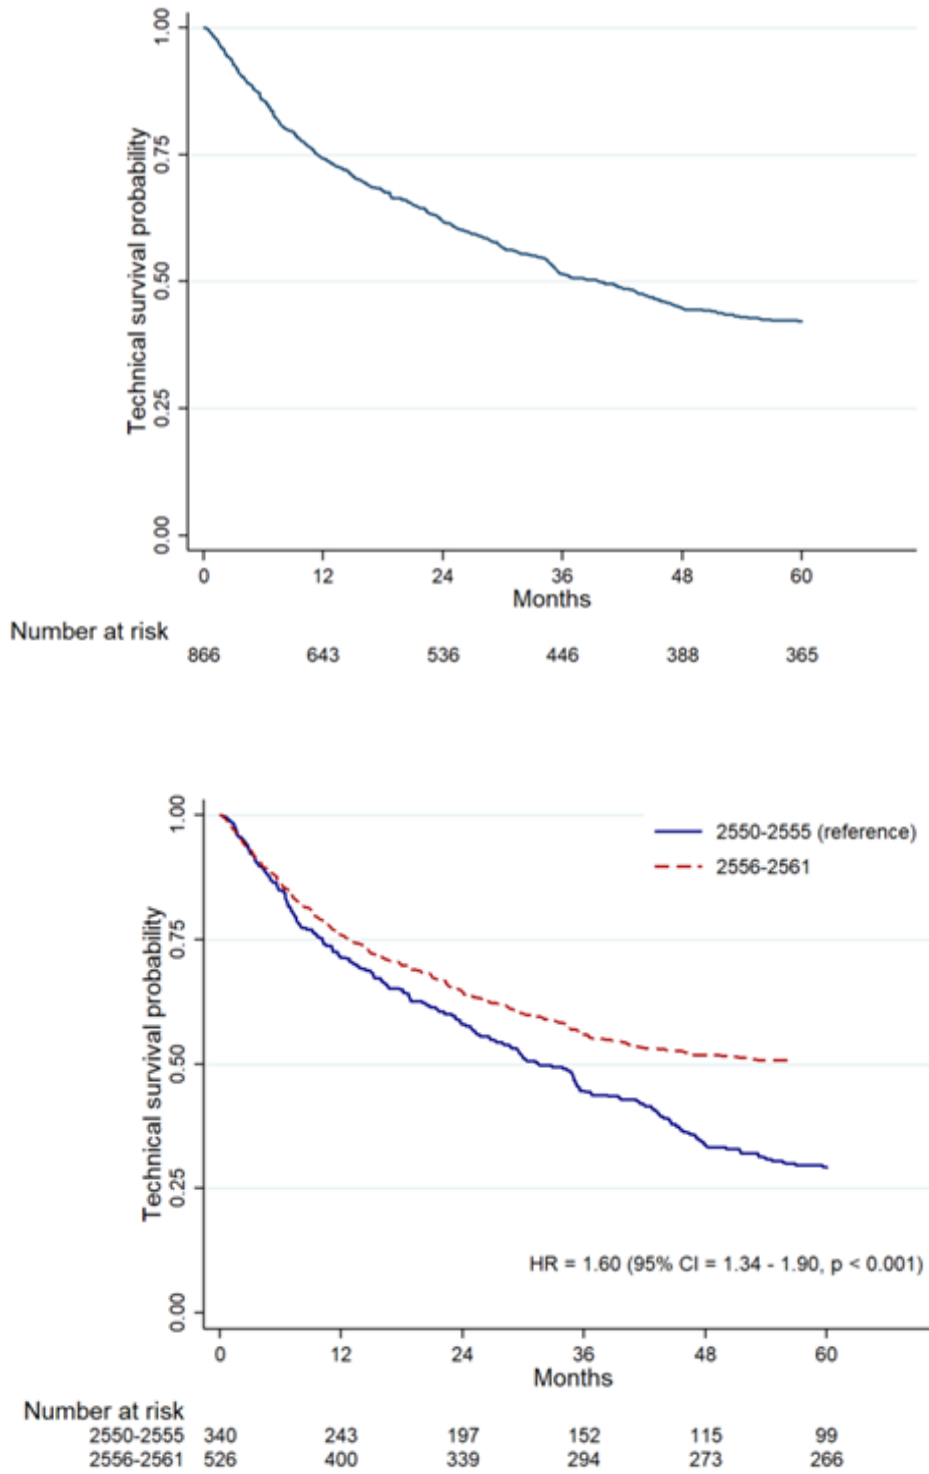 Technical survival probability
1.00
0.75
0.50
0.25
0.00
0 12 24 36 48 60
Months
Number at risk
866 643 536 446 388 365
Technical survival probability
1.00
0.75
0.50
0.25
0.00
2550-2555 (reference)
2556-2561
HR = 1.60 (95% CI = 1.34 - 1.90, p < 0.001)
0 12 24 36 48 60
Months
Number at risk
2550-2555 340 243 197 152 115 99
2556-2561 526 400 339 294 273 266